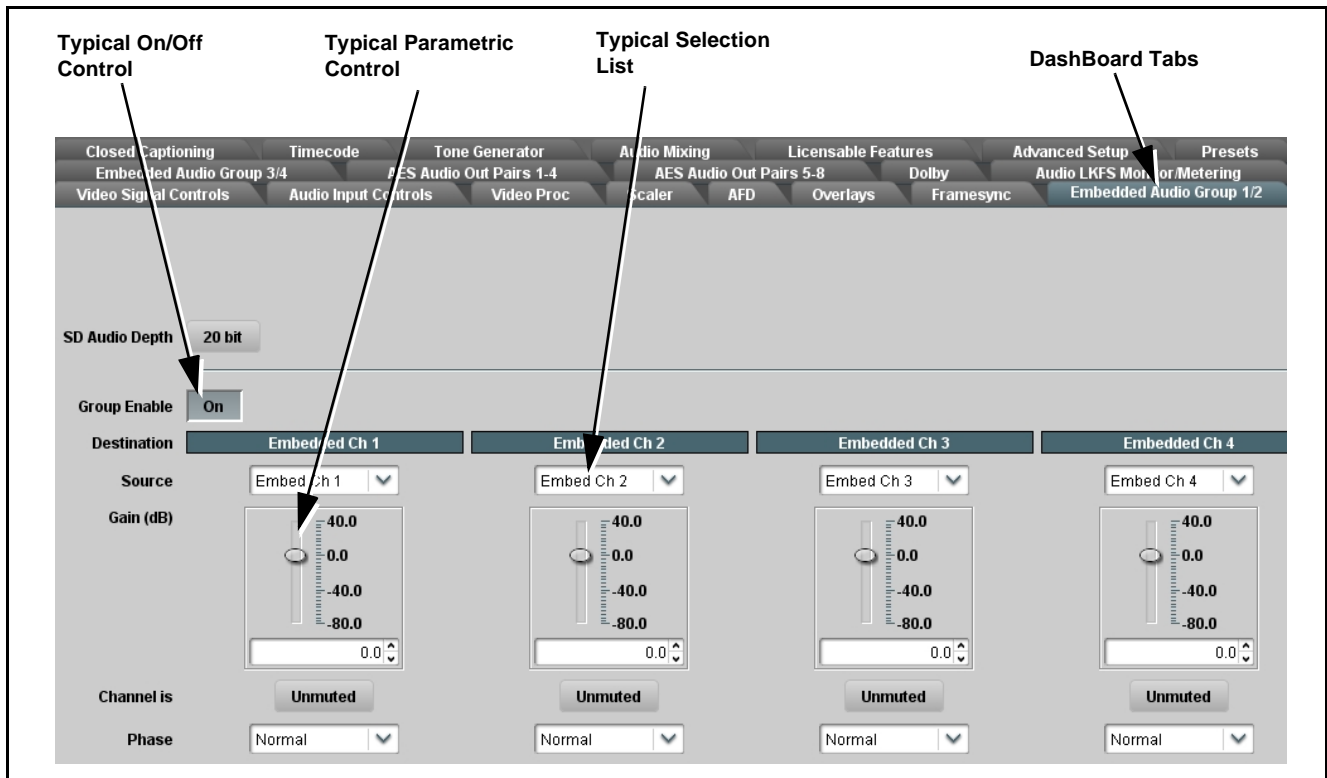 Typical On/Off
Control
Typical Parametric
Control
Typical Selection
List
DashBoard Tabs
Closed Captioning Timecode Tone Generator Audio Mixing Licensable Features Advanced Setup Presets
Embedded Audio Group 3/4 AES Audio Out Pairs 1-4 AES Audio Out Pairs 5-8 Dolby Audio LKFS Monitor/Metering
Video Signal Controls Audio Input Controls Video Proc Scaler AFD Overlays Framesync Embedded Audio Group 1/2
SD Audio Depth 20 bit
Group Enable On
Destination Embedded Ch 1 Embedded Ch 2 Embedded Ch 3 Embedded Ch 4
Source Embed Ch 1 Embed Ch 2 Embed Ch 3 Embed Ch 4
Gain (dB) 40.0 40.0 40.0 40.0
0.0 0.0 0.0 0.0
-40.0 -40.0 -40.0 -40.0
-80.0 -80.0 -80.0 -80.0
0.0 0.0 0.0 0.0
Channel is Unmuted Unmuted Unmuted Unmuted
Phase Normal Normal Normal Normal